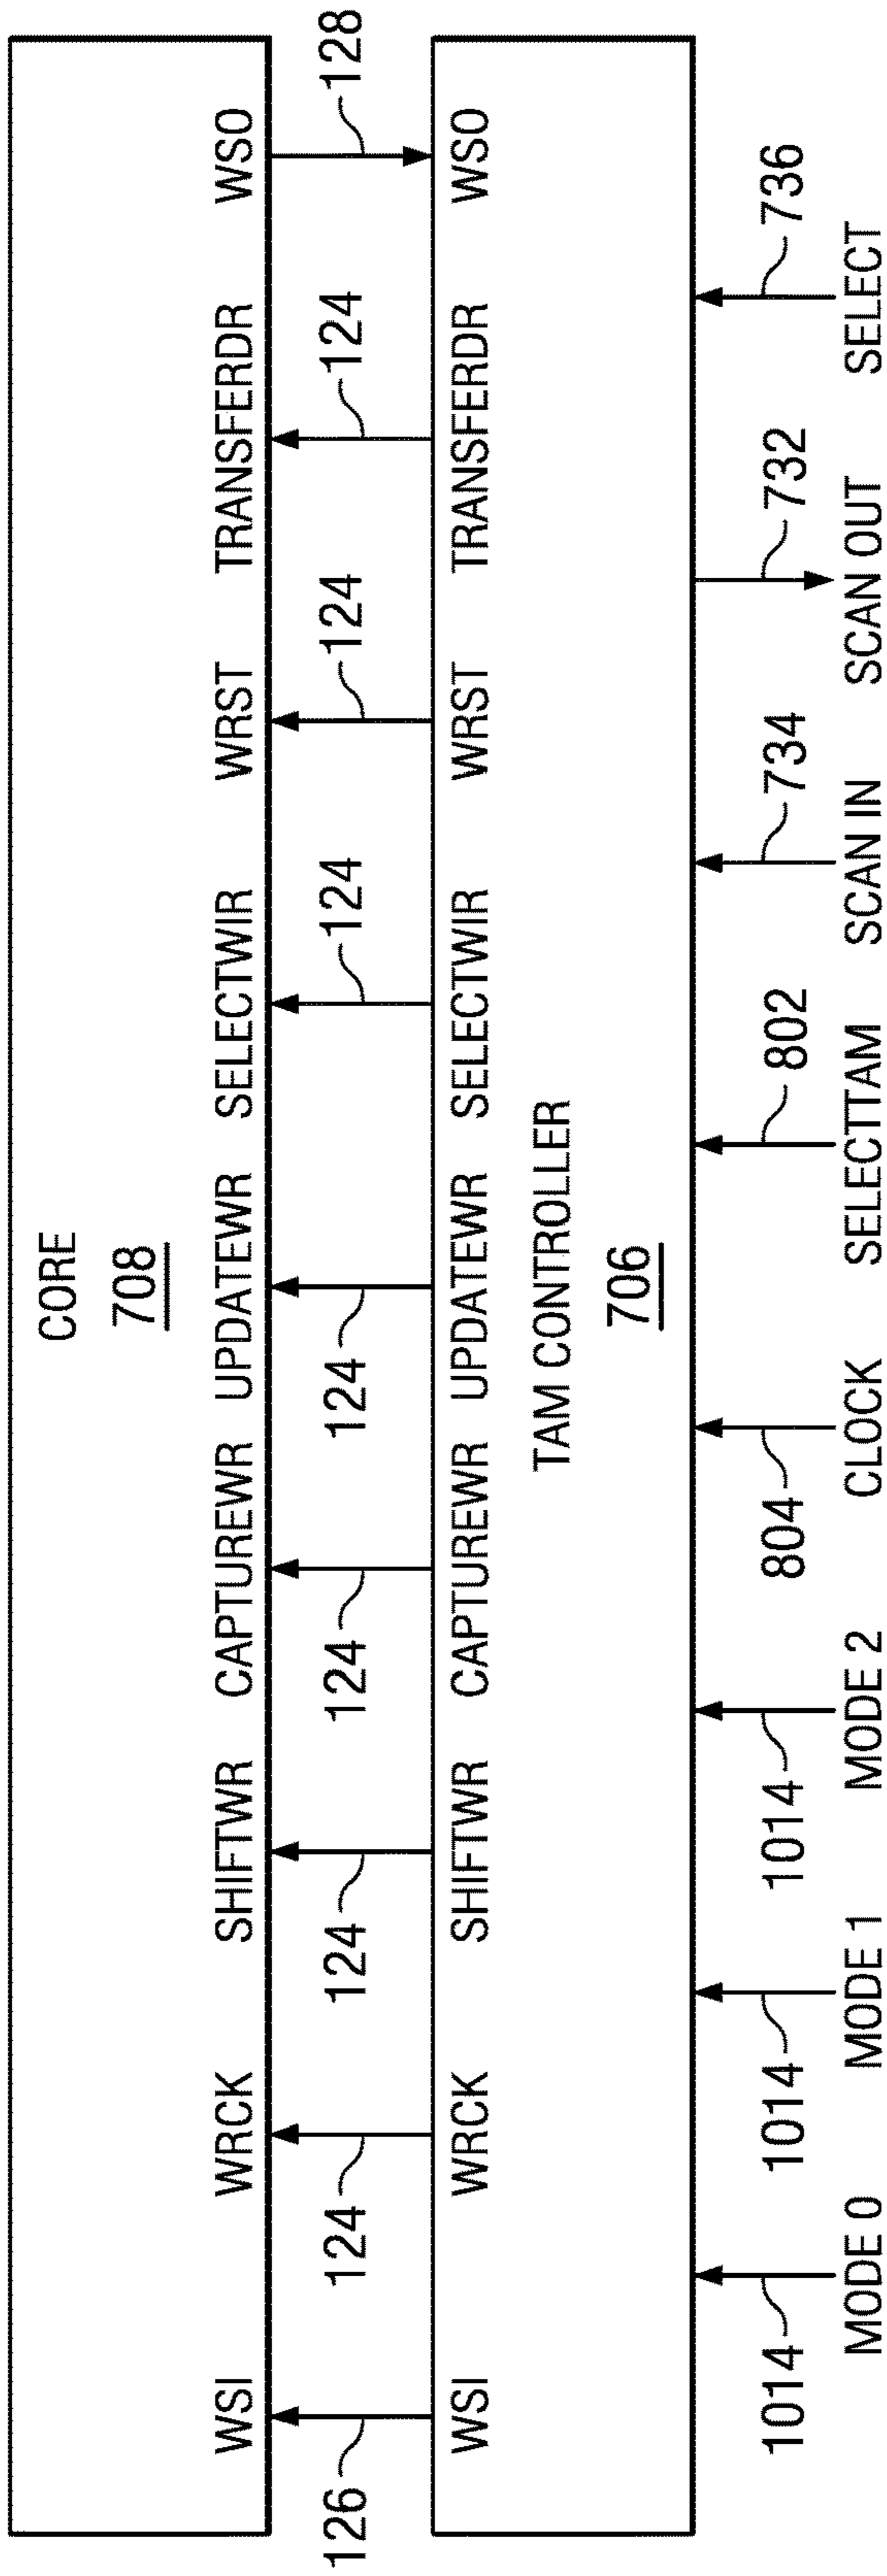 CORE
708
WSI WRCK SHIFTWR CAPTUREWR UPDATEWR SELECTWIR WRST TRANSFERDR WSO
126 124 124 124 124 124 124 124 128
WSI WRCK SHIFTWR CAPTUREWR UPDATEWR SELECTWIR WRST TRANSFERDR WSO
TAM CONTROLLER
706
1014 1014 1014 804 802 734 732 736
MODE 0 MODE 1 MODE 2 CLOCK SELECTTAM SCAN IN SCAN OUT SELECT